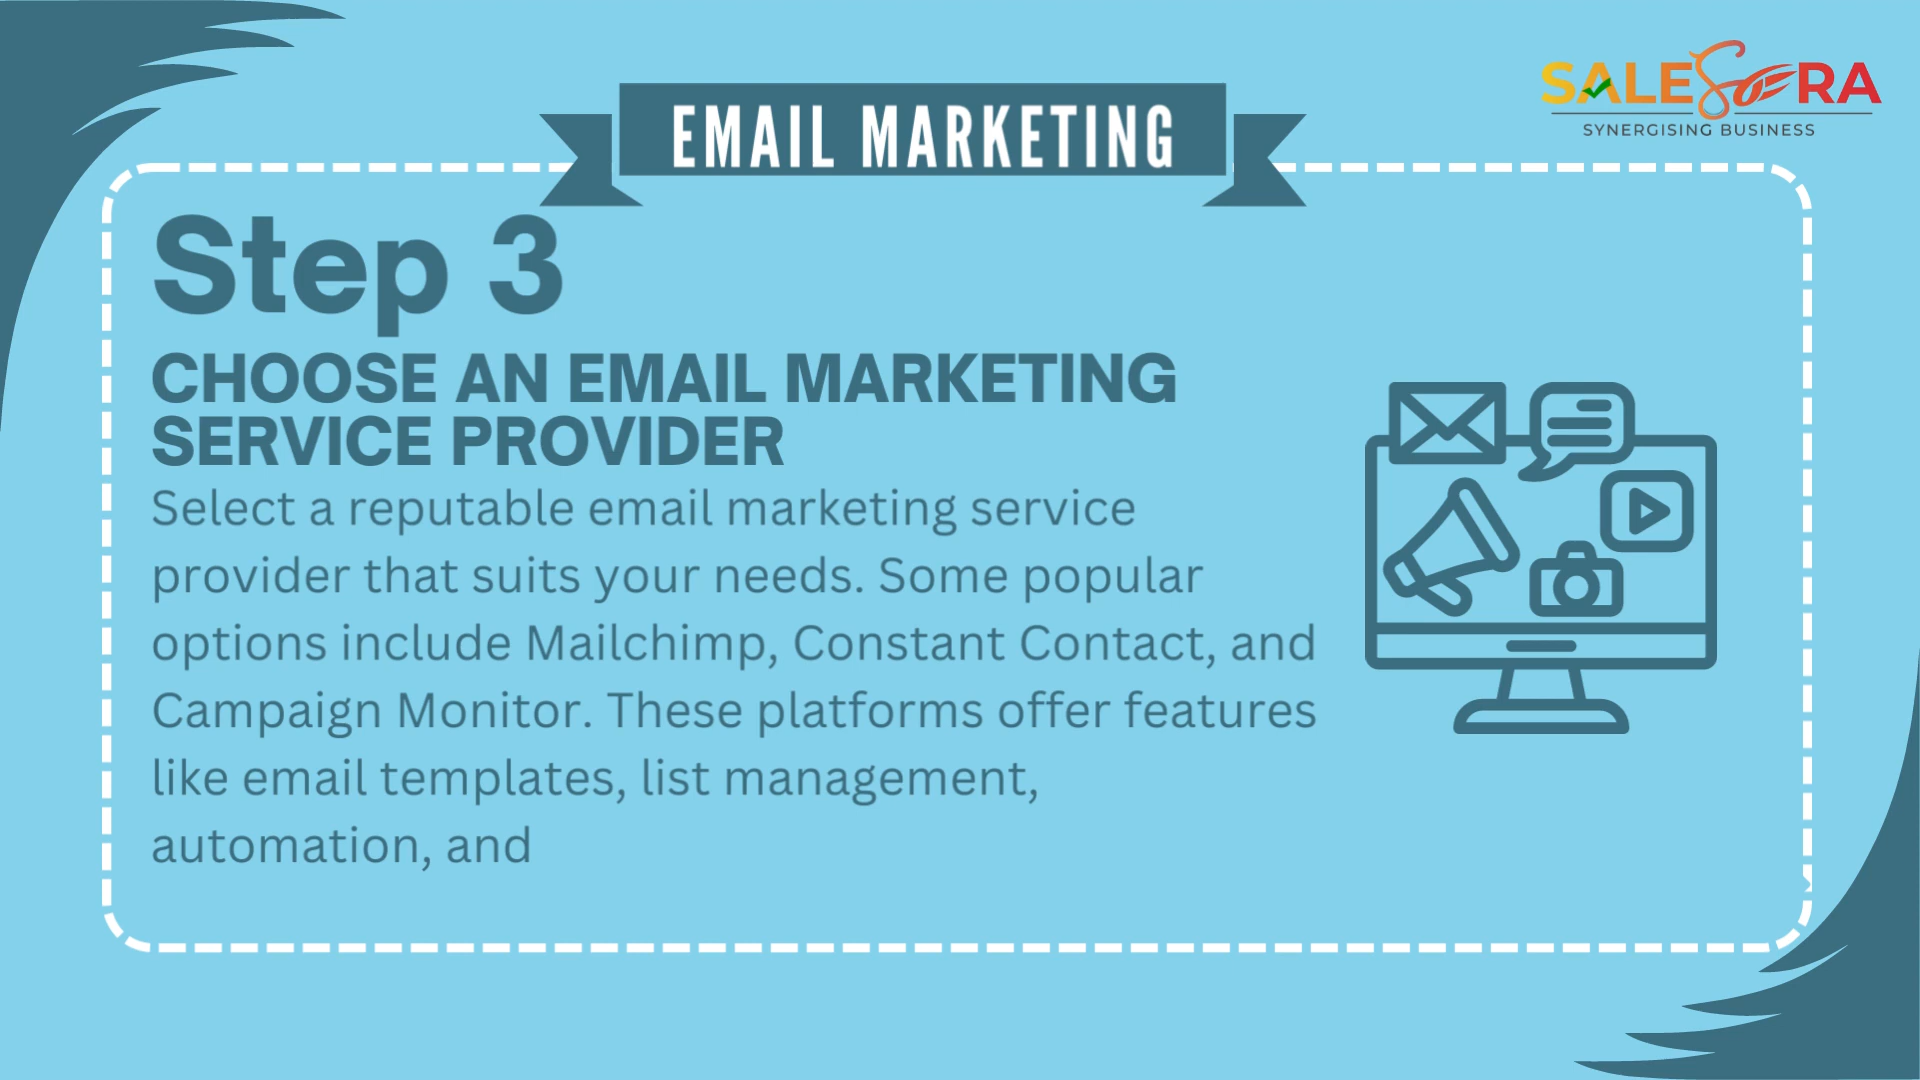 SALESORA
SYNERGISING BUSINESS
EMAIL MARKETING
Step 3
CHOOSE AN EMAIL MARKETING
SERVICE PROVIDER
Select a reputable email marketing service
provider that suits your needs. Some popular
options include Mailchimp, Constant Contact, and
Campaign Monitor. These platforms offer features
like email templates, list management,
automation, and